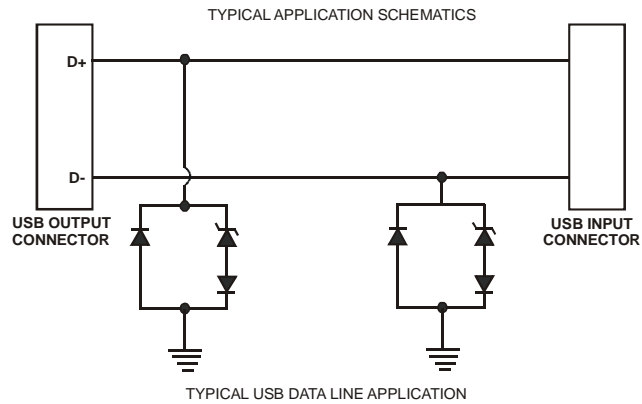 TYPICAL APPLICATION SCHEMATICS
D+
D-
USB OUTPUT
CONNECTOR
USB INPUT
CONNECTOR
TYPICAL USB DATA LINE APPLICATION